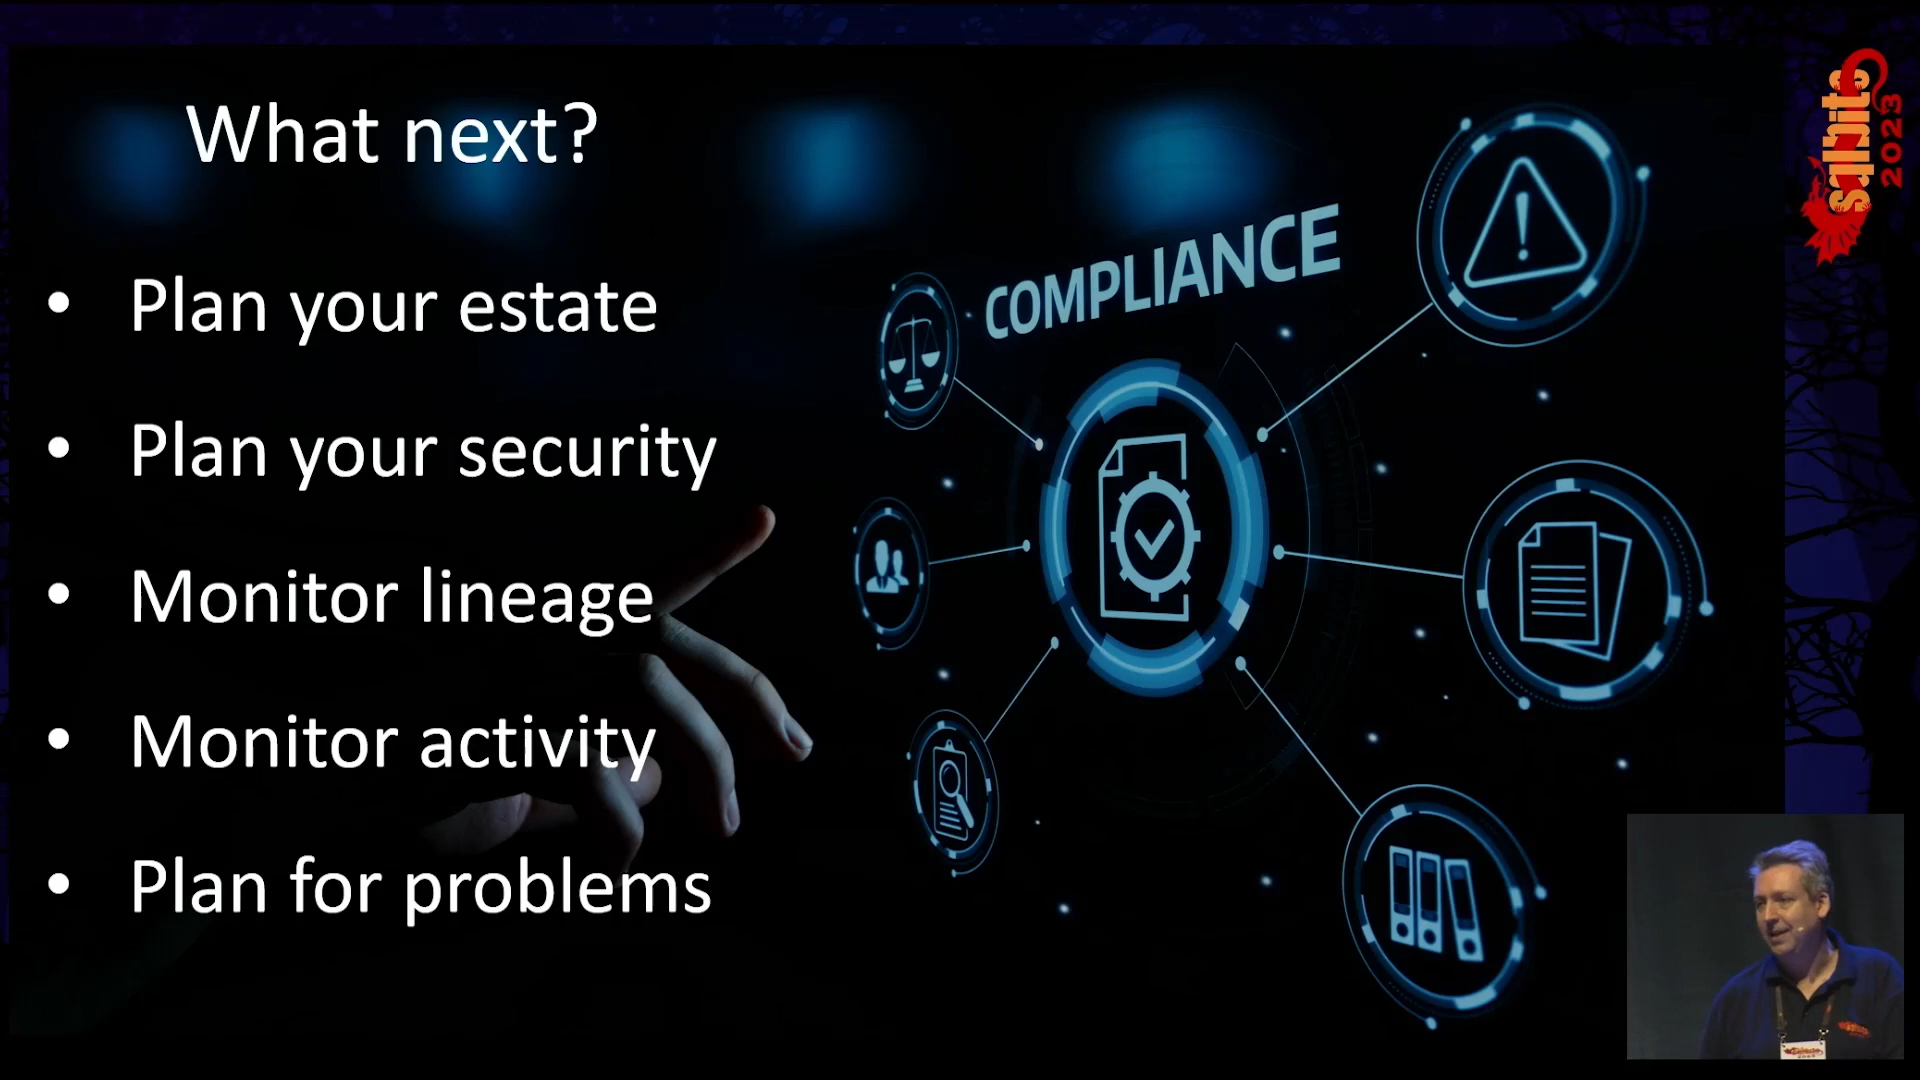 What next?
• Plan your estate
• Plan your security
• Monitor lineage
• Monitor activity
• Plan for problems
COMPLIANCE
sqlbits
2023